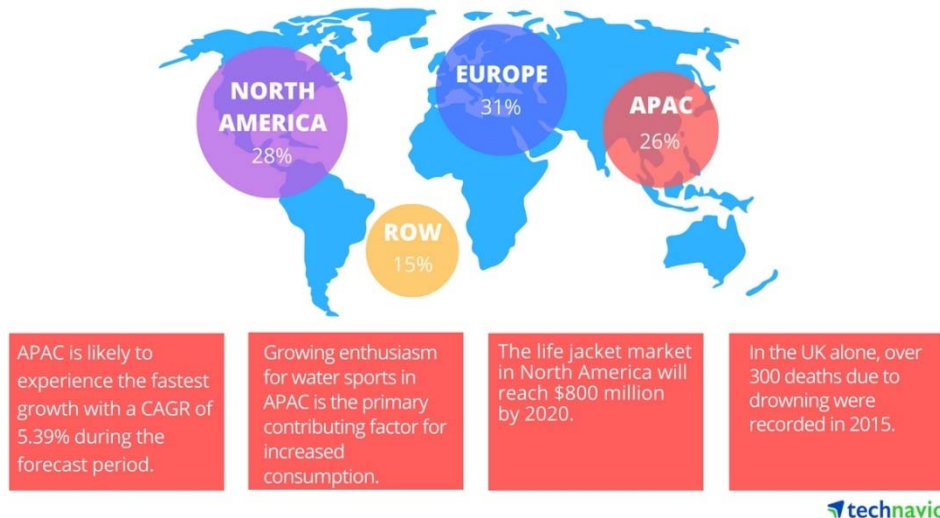 NORTH
AMERICA
28%
EUROPE
31%
APAC
26%
ROW
15%
APAC is likely to
experience the fastest
growth with a CAGR of
5.39% during the
forecast period.
Growing enthusiasm
for water sports in
APAC is the primary
contributing factor for
increased
consumption.
The life jacket market
in North America will
reach $800 million
by 2020.
In the UK alone, over
300 deaths due to
drowning were
recorded in 2015.
technavio